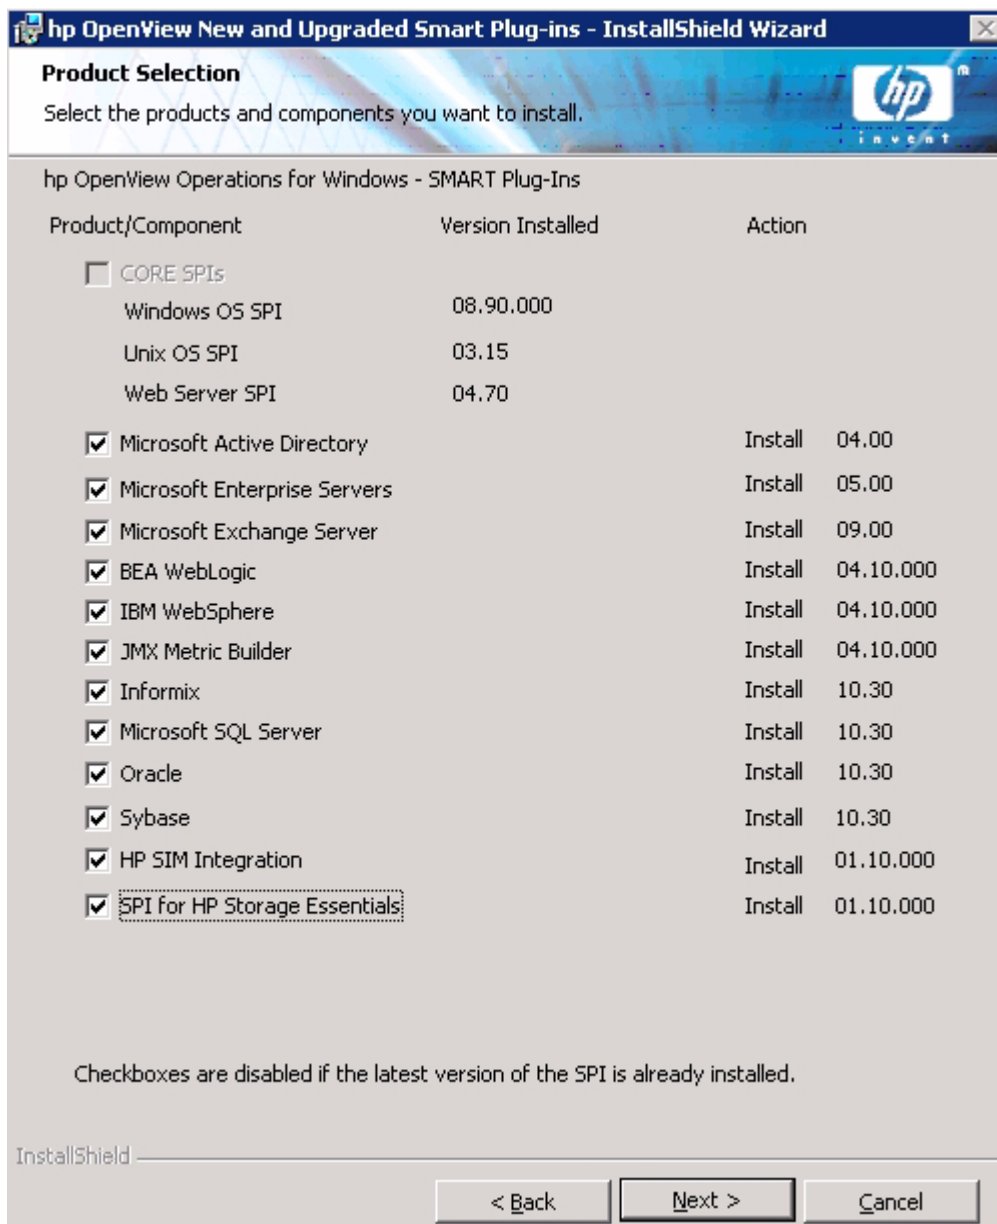 hp OpenView New and Upgraded Smart Plug-ins - InstallShield Wizard
Product Selection
Select the products and components you want to install.
hp
invent
hp OpenView Operations for Windows - SMART Plug-Ins
Product/Component Version Installed Action
CORE SPIs
Windows OS SPI 08.90.000
Unix OS SPI 03.15
Web Server SPI 04.70
Microsoft Active Directory Install 04.00
Microsoft Enterprise Servers Install 05.00
Microsoft Exchange Server Install 09.00
BEA WebLogic Install 04.10.000
IBM WebSphere Install 04.10.000
JMX Metric Builder Install 04.10.000
Informix Install 10.30
Microsoft SQL Server Install 10.30
Oracle Install 10.30
Sybase Install 10.30
HP SIM Integration Install 01.10.000
SPI for HP Storage Essentials Install 01.10.000
Checkboxes are disabled if the latest version of the SPI is already installed.
InstallShield
< Back Next > Cancel